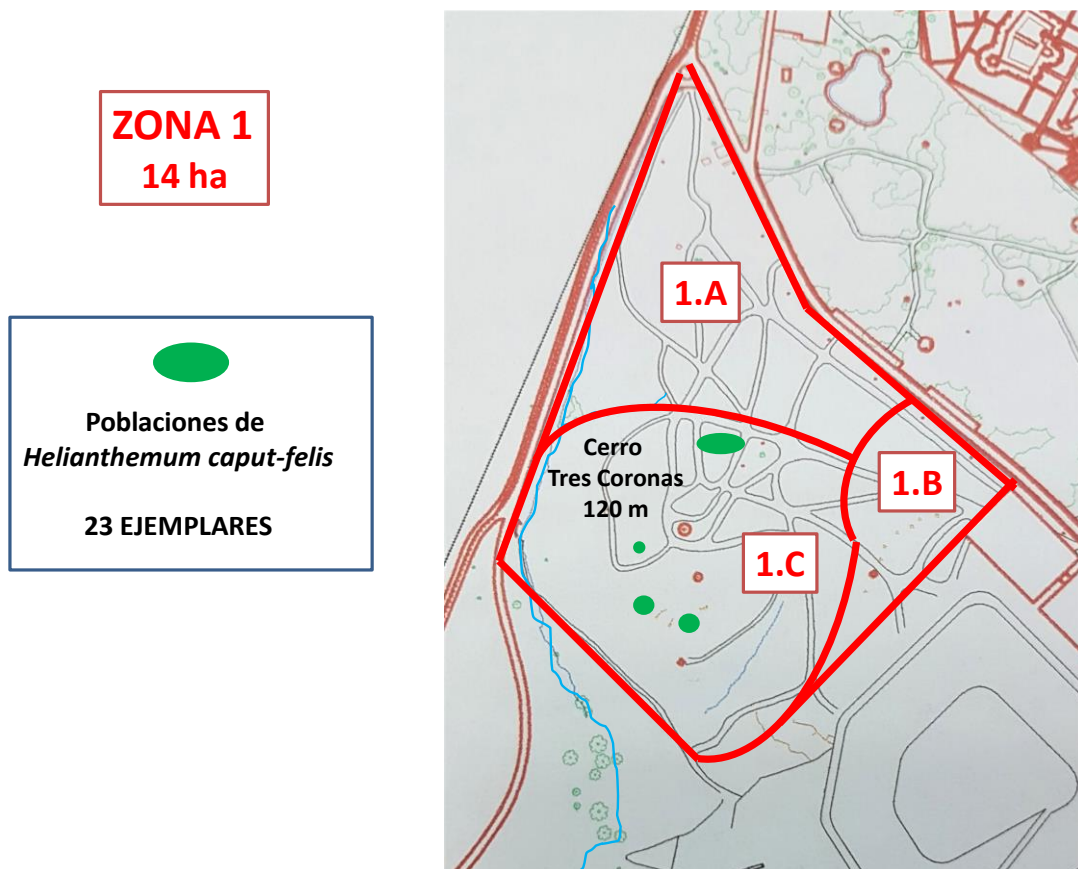 ZONA 1
14 ha
Poblaciones de
Helianthemum caput-felis
23 EJEMPLARES
1.A
Cerro
Tres Coronas
120 m
1.B
1.C